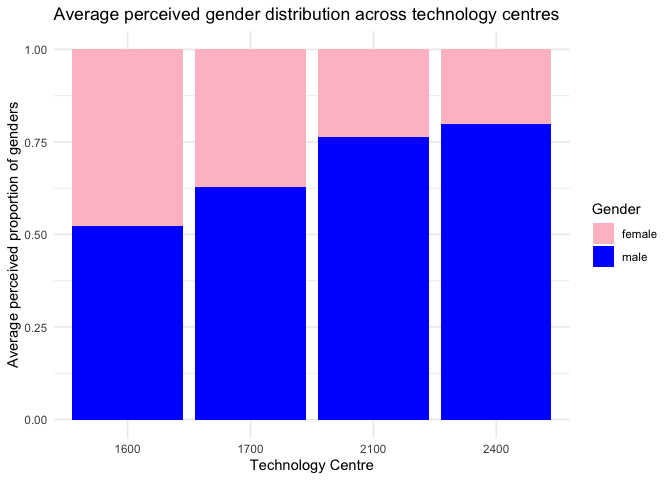 Average perceived gender distribution across technology centres
Average perceived proportion of genders
1.00
0.75
0.50
0.25
0.00
1600 1700 2100 2400
Technology Centre
Gender
female
male